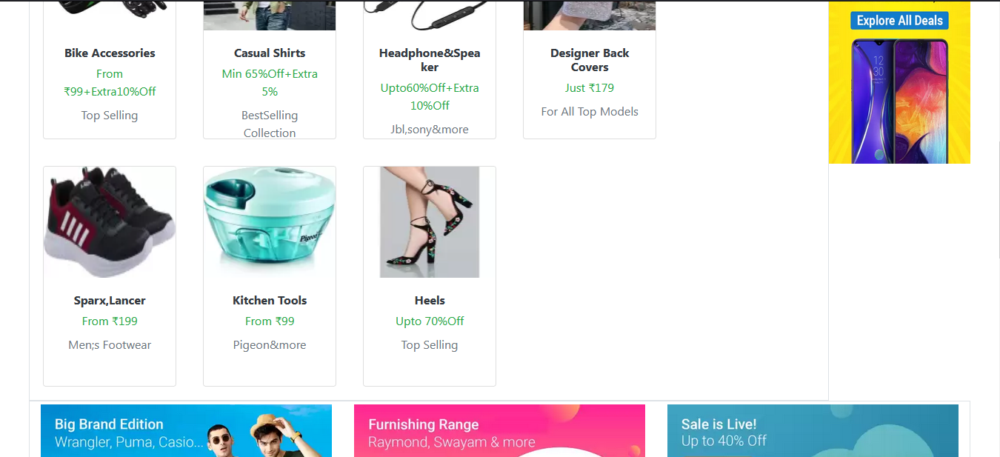 Explore All Deals
12
30
Bike Accessories
From
₹99+Extra10%Off
Top Selling
Casual Shirts
Min 65%Off+Extra
5%
BestSelling
Collection
Headphone&Spea
ker
Upto60%Off+Extra
10%Off
Jbl,sony&more
Designer Back
Covers
Just ₹179
For All Top Models
Pigeon
Sparx,Lancer
From ₹199
Men;s Footwear
Kitchen Tools
From ₹99
Pigeon&more
Heels
Upto 70%Off
Top Selling
Big Brand Edition
Wrangler, Puma, Casio...
Furnishing Range
Raymond, Swayam & more
Sale is Live!
Up to 40% Off